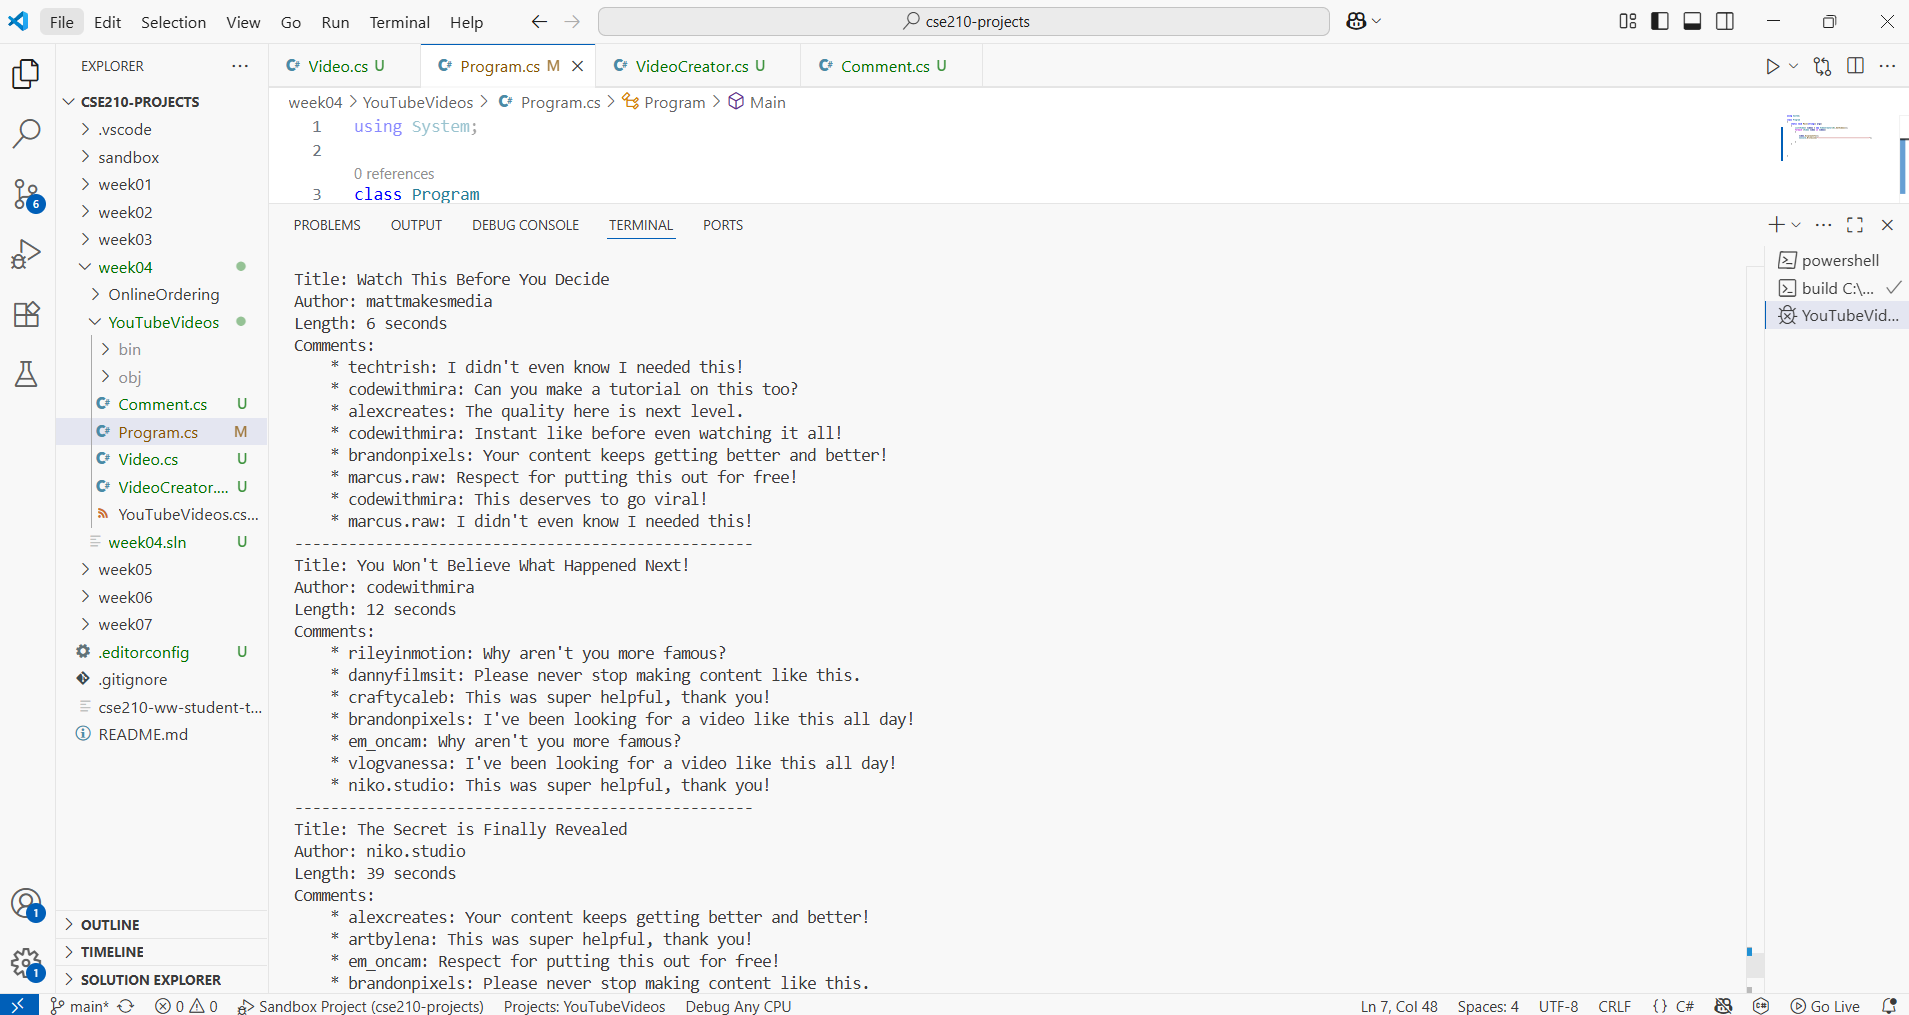 File Edit Selection View Go Run Terminal Help cse210-projects
EXPLORER
CSE210-PROJECTS
.vscode
sandbox
week01
week02
week03
week04
OnlineOrdering
YouTubeVideos
bin
obj
Comment.cs U
Program.cs M
Video.cs U
VideoCreator.... U
YouTubeVideos.cs...
week04.sln U
week05
week06
week07
.editorconfig U
.gitignore
cse210-ww-student-t...
README.md
OUTLINE
TIMELINE
SOLUTION EXPLORER
6
1
1
Video.cs U Program.cs M VideoCreator.cs U Comment.cs U
week04 > YouTubeVideos > Program.cs > Program > Main
1 using System;
2
0 references
3 class Program
PROBLEMS OUTPUT DEBUG CONSOLE TERMINAL PORTS
Title: Watch This Before You Decide
Author: mattmakesmedia
Length: 6 seconds
Comments:
* techtrish: I didn't even know I needed this!
* codewithmira: Can you make a tutorial on this too?
* alexcreates: The quality here is next level.
* codewithmira: Instant like before even watching it all!
* brandonpixels: Your content keeps getting better and better!
* marcus.raw: Respect for putting this out for free!
* codewithmira: This deserves to go viral!
* marcus.raw: I didn't even know I needed this!
---------------------------------------------------
Title: You Won't Believe What Happened Next!
Author: codewithmira
Length: 12 seconds
Comments:
* rileyinmotion: Why aren't you more famous?
* dannyfilmsit: Please never stop making content like this.
* craftycaleb: This was super helpful, thank you!
* brandonpixels: I've been looking for a video like this all day!
* em_oncam: Why aren't you more famous?
* vlogvanessa: I've been looking for a video like this all day!
* niko.studio: This was super helpful, thank you!
---------------------------------------------------
Title: The Secret is Finally Revealed
Author: niko.studio
Length: 39 seconds
Comments:
* alexcreates: Your content keeps getting better and better!
* artbylena: This was super helpful, thank you!
* em_oncam: Respect for putting this out for free!
* brandonpixels: Please never stop making content like this.
powershell
build C:\...
YouTubeVid...
main* 0 0 Sandbox Project (cse210-projects) Projects: YouTubeVideos Debug Any CPU Ln 7, Col 48 Spaces: 4 UTF-8 CRLF {} C# Go Live